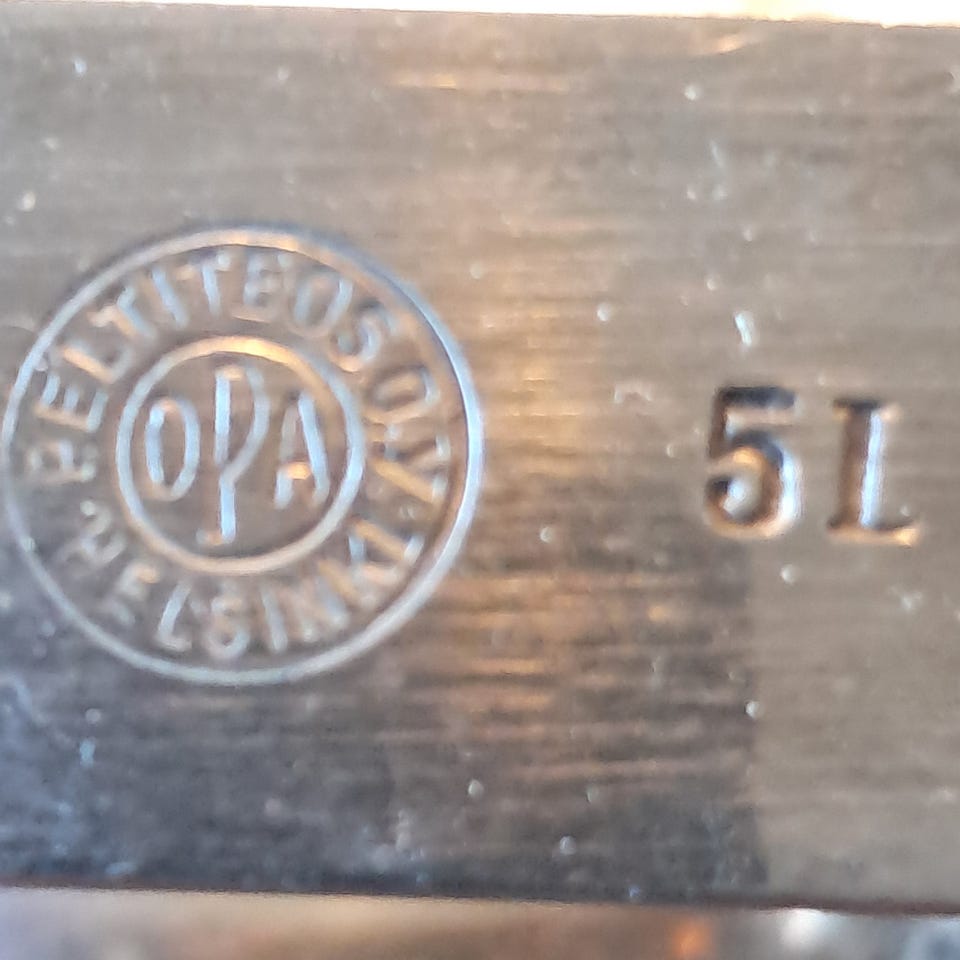 PELTITEOS OY.
HELSINKI
OPA
5L